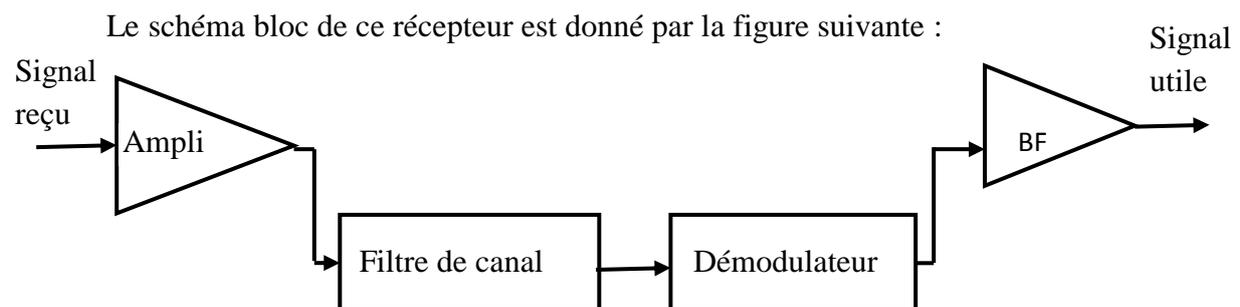 Le schéma bloc de ce récepteur est donné par la figure suivante :
Signal
reçu
Ampli
Filtre de canal
Démodulateur
BF
Signal
utile